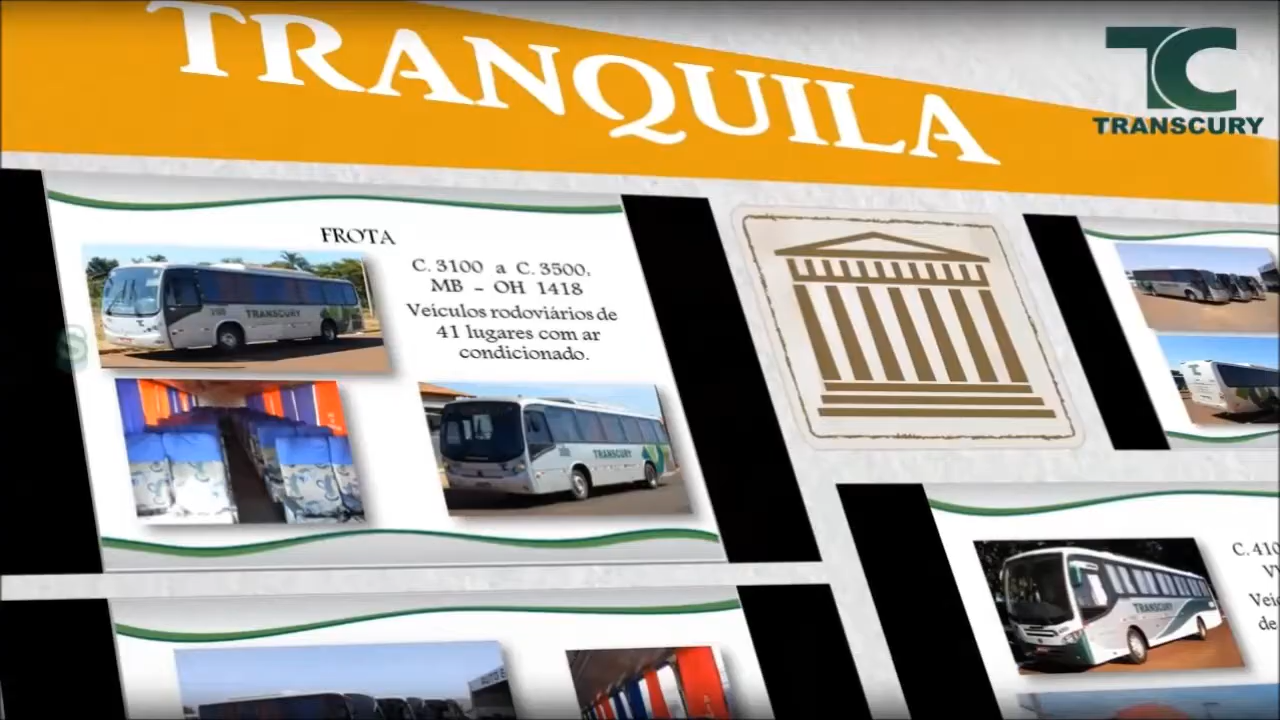 TRANQUILA
TC
TRANSCURY
FROTA
C. 3100 a C. 3500,
MB - OH 1418
Veículos rodoviários de
41 lugares com ar
condicionado.
TRANSCURY
TRANSCURY
TRANSCURY
C. 410
de